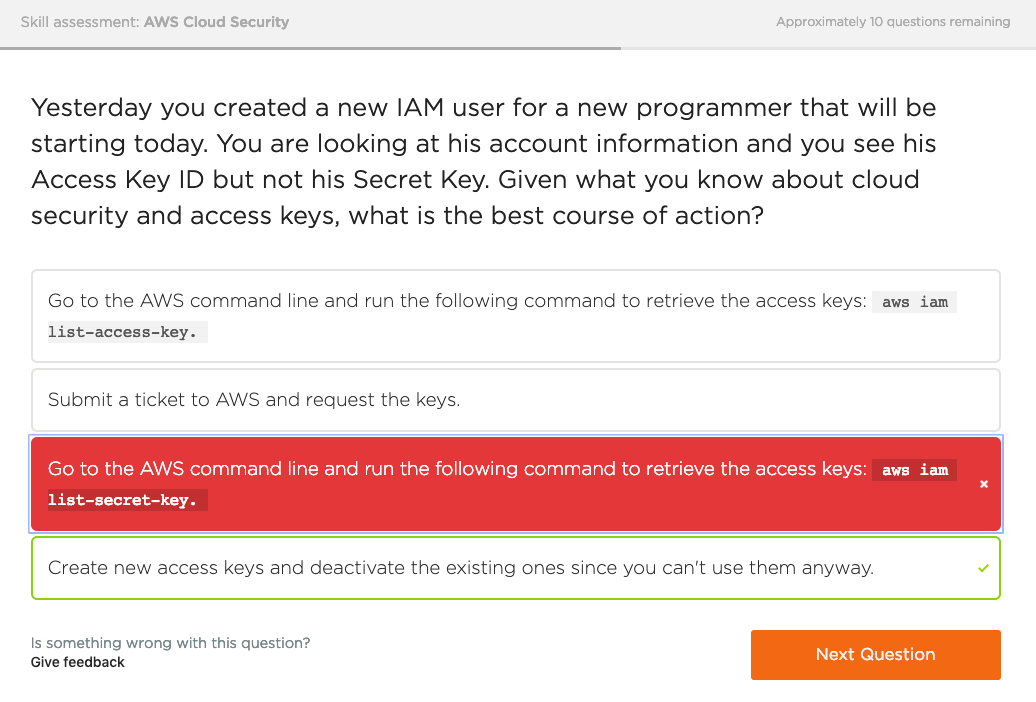 Skill assessment: AWS Cloud Security
Approximately 10 questions remaining
Yesterday you created a new IAM user for a new programmer that will be
starting today. You are looking at his account information and you see his
Access Key ID but not his Secret Key. Given what you know about cloud
security and access keys, what is the best course of action?
Go to the AWS command line and run the following command to retrieve the access keys: aws iam
list-access-key.
Submit a ticket to AWS and request the keys.
Go to the AWS command line and run the following command to retrieve the access keys: aws iam
list-secret-key.
Create new access keys and deactivate the existing ones since you can't use them anyway.
Is something wrong with this question?
Give feedback
Next Question